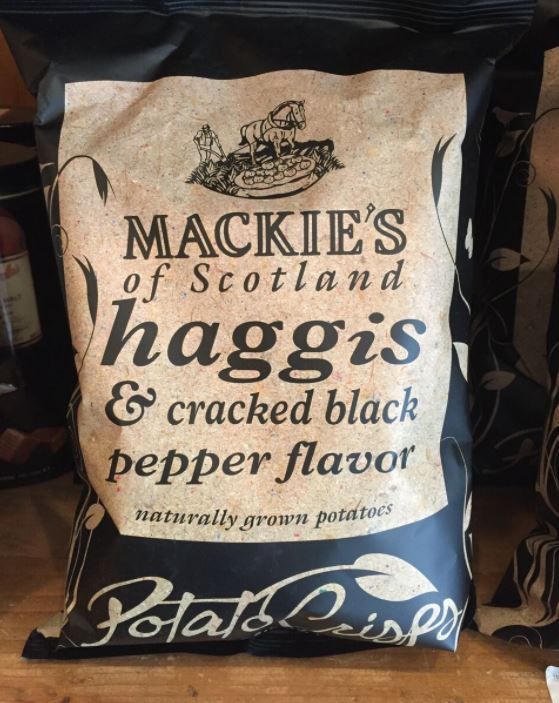 MACKIE'S
of Scotland
haggis
& cracked black
pepper flavor
naturally grown potatoes
Potato Crisps